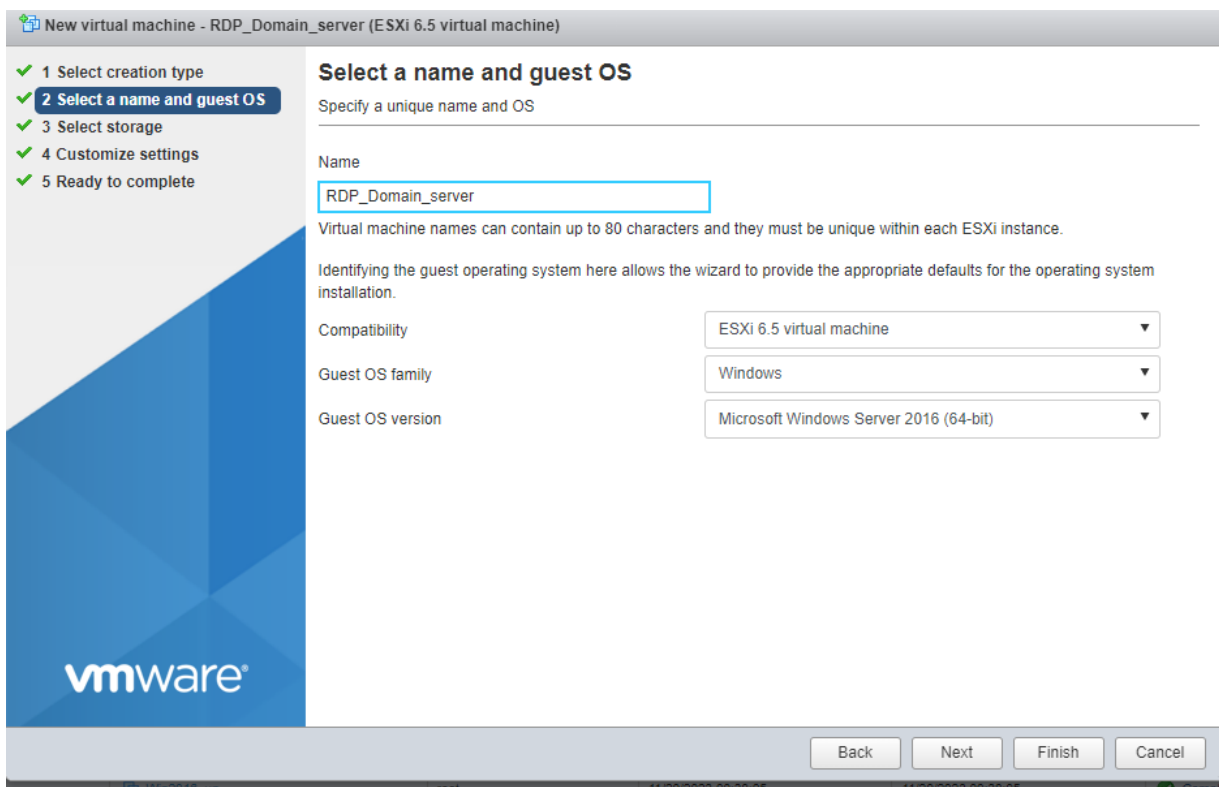 New virtual machine - RDP_Domain_server (ESXi 6.5 virtual machine)
1 Select creation type
2 Select a name and guest OS
3 Select storage
4 Customize settings
5 Ready to complete
Select a name and guest OS
Specify a unique name and OS
Name
RDP_Domain_server
Virtual machine names can contain up to 80 characters and they must be unique within each ESXi instance.
Identifying the guest operating system here allows the wizard to provide the appropriate defaults for the operating system
installation.
Compatibility
ESXi 6.5 virtual machine
Guest OS family
Windows
Guest OS version
Microsoft Windows Server 2016 (64-bit)
vmware®
Back
Next
Finish
Cancel